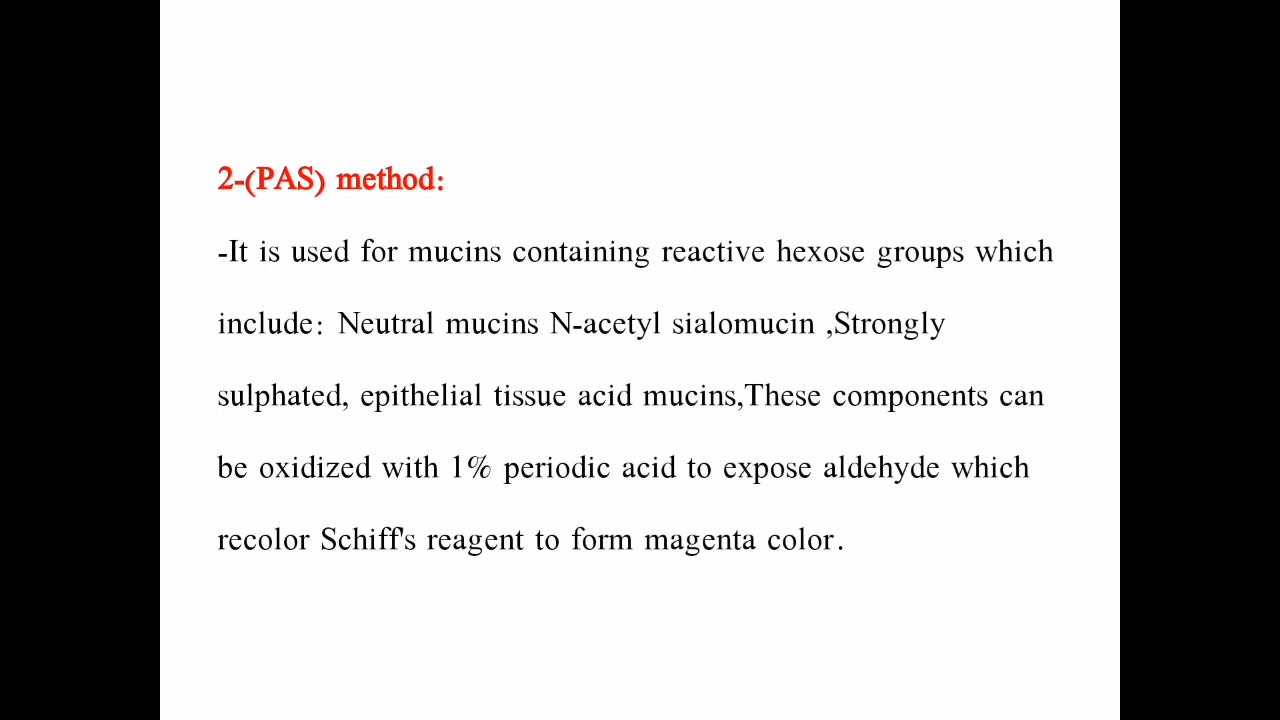 2-(PAS) method:
-It is used for mucins containing reactive hexose groups which
include: Neutral mucins N-acetyl sialomucin ,Strongly
sulphated, epithelial tissue acid mucins,These components can
be oxidized with 1% periodic acid to expose aldehyde which
recolor Schiff's reagent to form magenta color.